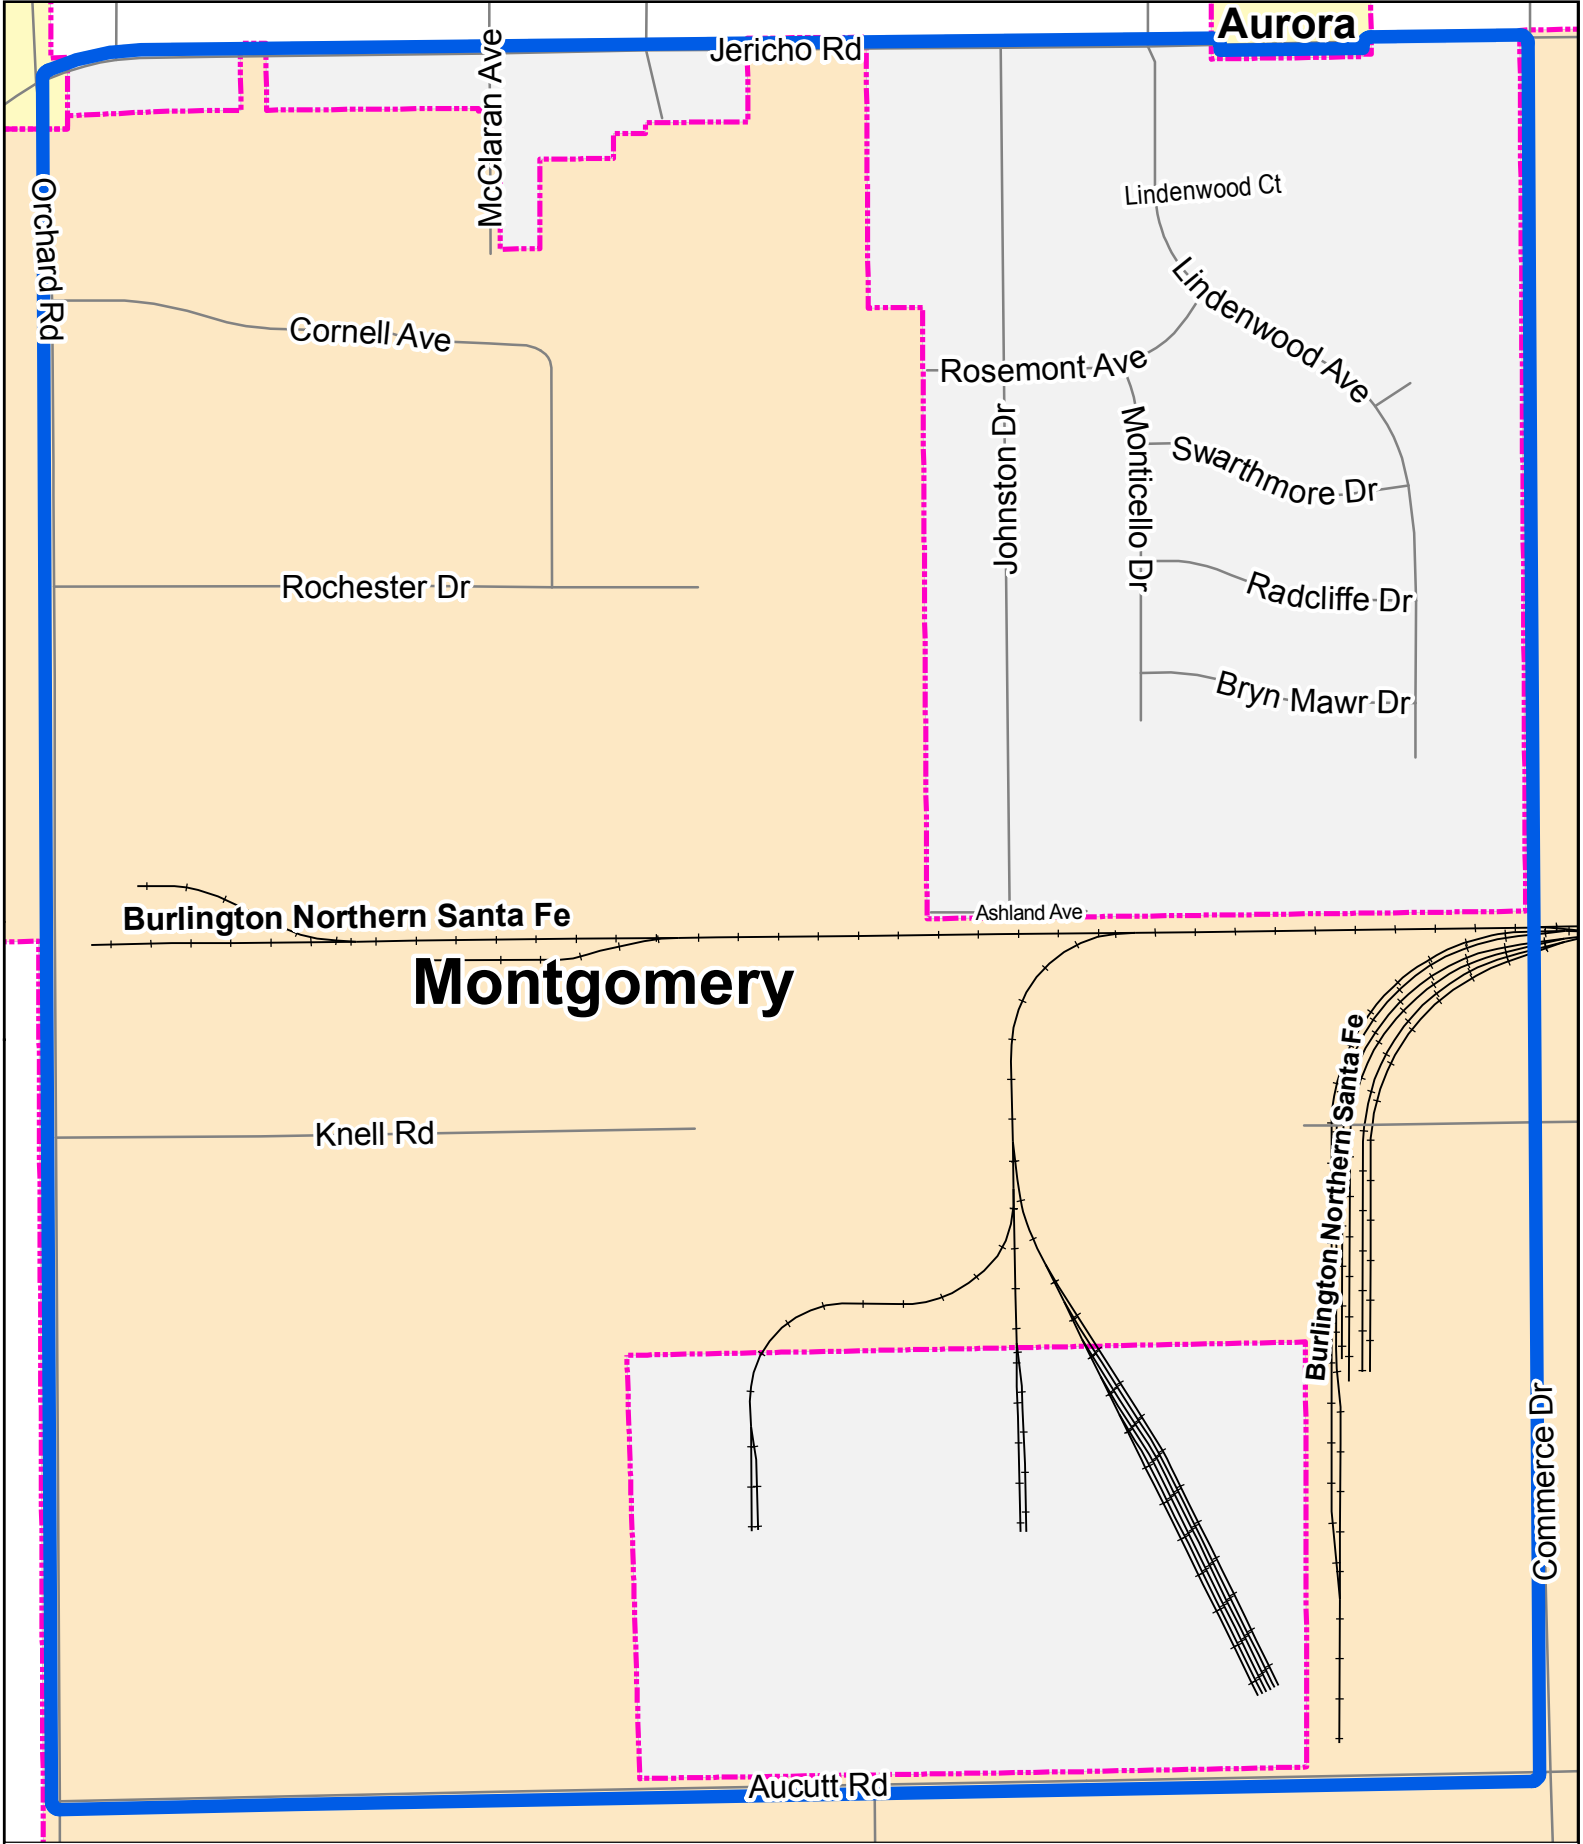 Aurora
Jericho Rd
McClaran Ave
Orchard Rd
Lindenwood Ct
Lindenwood Ave
Cornell Ave
Rosemont Ave
Johnston Dr
Monticello Dr
Swarthmore Dr
Rochester Dr
Radcliffe Dr
Bryn Mawr Dr
Burlington Northern Santa Fe
Ashland Ave
Montgomery
Burlington Northern Santa Fe
Knell Rd
Commerce Dr
Aucutt Rd